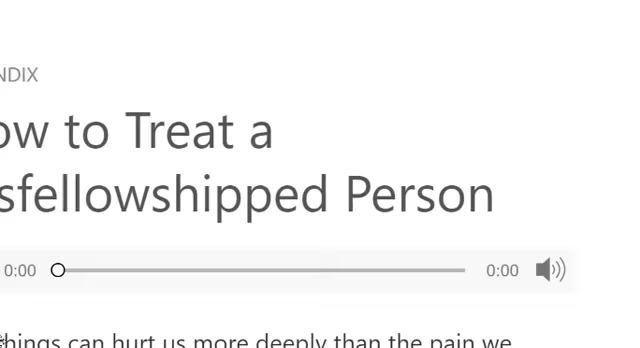 NDIX
ow to Treat a
sfellowshipped Person
0:00 0:00
things can hurt us more deeply than the pain we